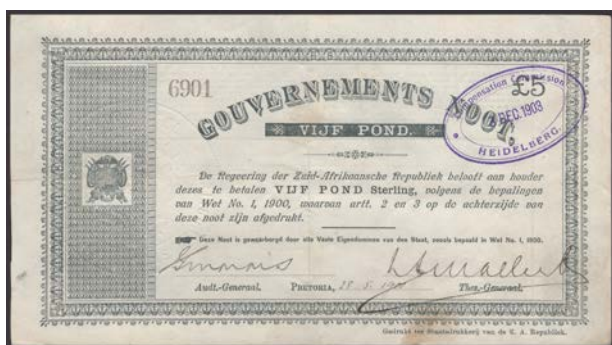 6901
£5
GOUVERNEMENTS NOOT,
VIJF POND.
Compensation Commission
DEC. 1903
HEIDELBERG.
De Regeering der Zuid-Afrikaansche Republiek belooft aan houder
dezes te betalen VIJF POND Sterling, volgens de bepalingen
van Wet No. 1, 1900, waarvan artt. 2 en 3 op de achterzijde van
deze noot zijn afgedrukt.
Deze Noot is gewaarborgd door alle Vaste Eigendommen van den Staat, zooals bepaald in Wet No. 1, 1900.
Audt.-Generaal. PRETORIA, 28 5. Thes.-Generaal.
Gedrukt ter Staatsdrukkerij van de Z. A. Republiek.